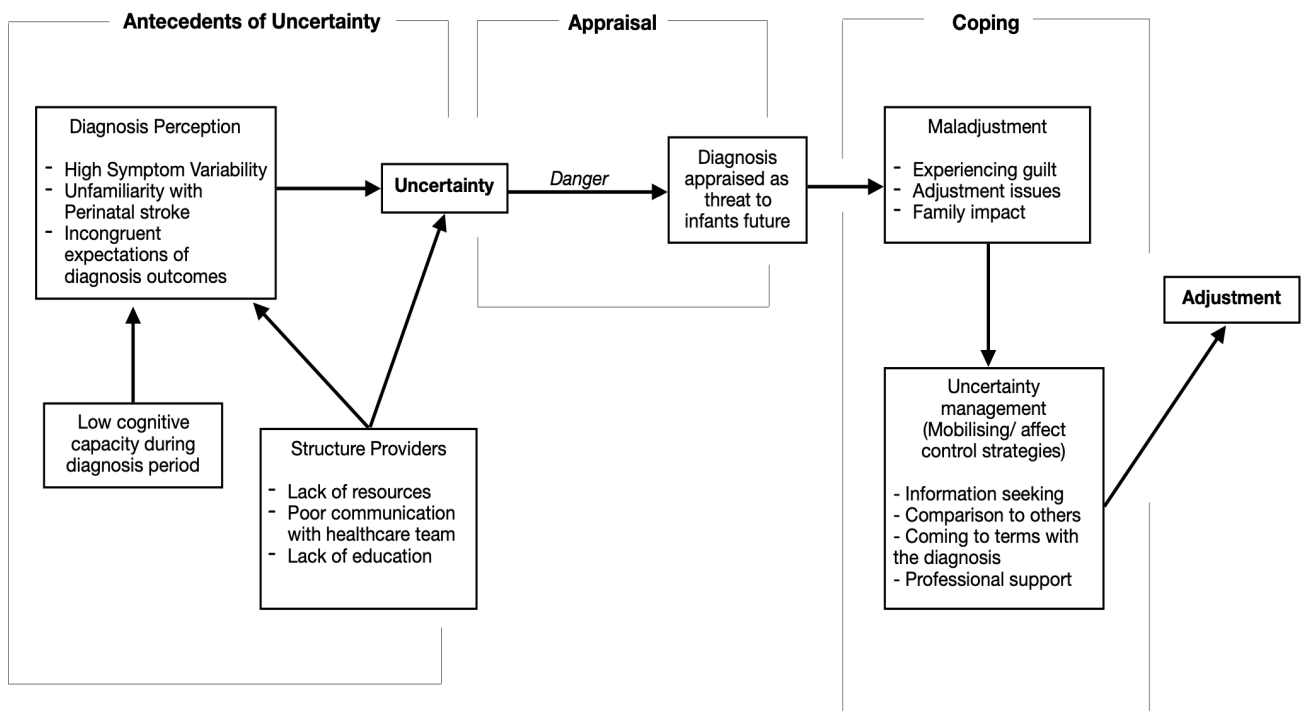 Antecedents of Uncertainty
Appraisal
Coping
Diagnosis Perception
- High Symptom Variability
- Unfamiliarity with
Perinatal stroke
- Incongruent
expectations of
diagnosis outcomes
Uncertainty
Danger
Diagnosis
appraised as
threat to
infants future
Maladjustment
- Experiencing guilt
- Adjustment issues
- Family impact
Adjustment
Low cognitive
capacity during
diagnosis period
Structure Providers
- Lack of resources
- Poor communication
with healthcare team
- Lack of education
Uncertainty
management
(Mobilising/ affect
control strategies)
- Information seeking
- Comparison to others
- Coming to terms with
the diagnosis
- Professional support